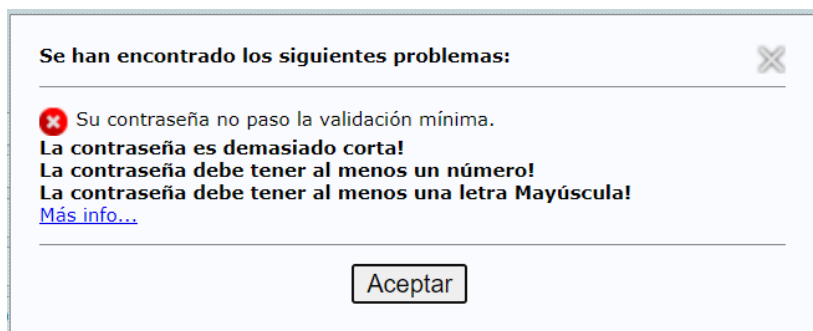 Se han encontrado los siguientes problemas:
Su contraseña no paso la validación mínima.
La contraseña es demasiado corta!
La contraseña debe tener al menos un número!
La contraseña debe tener al menos una letra Mayúscula!
Más info...
Aceptar